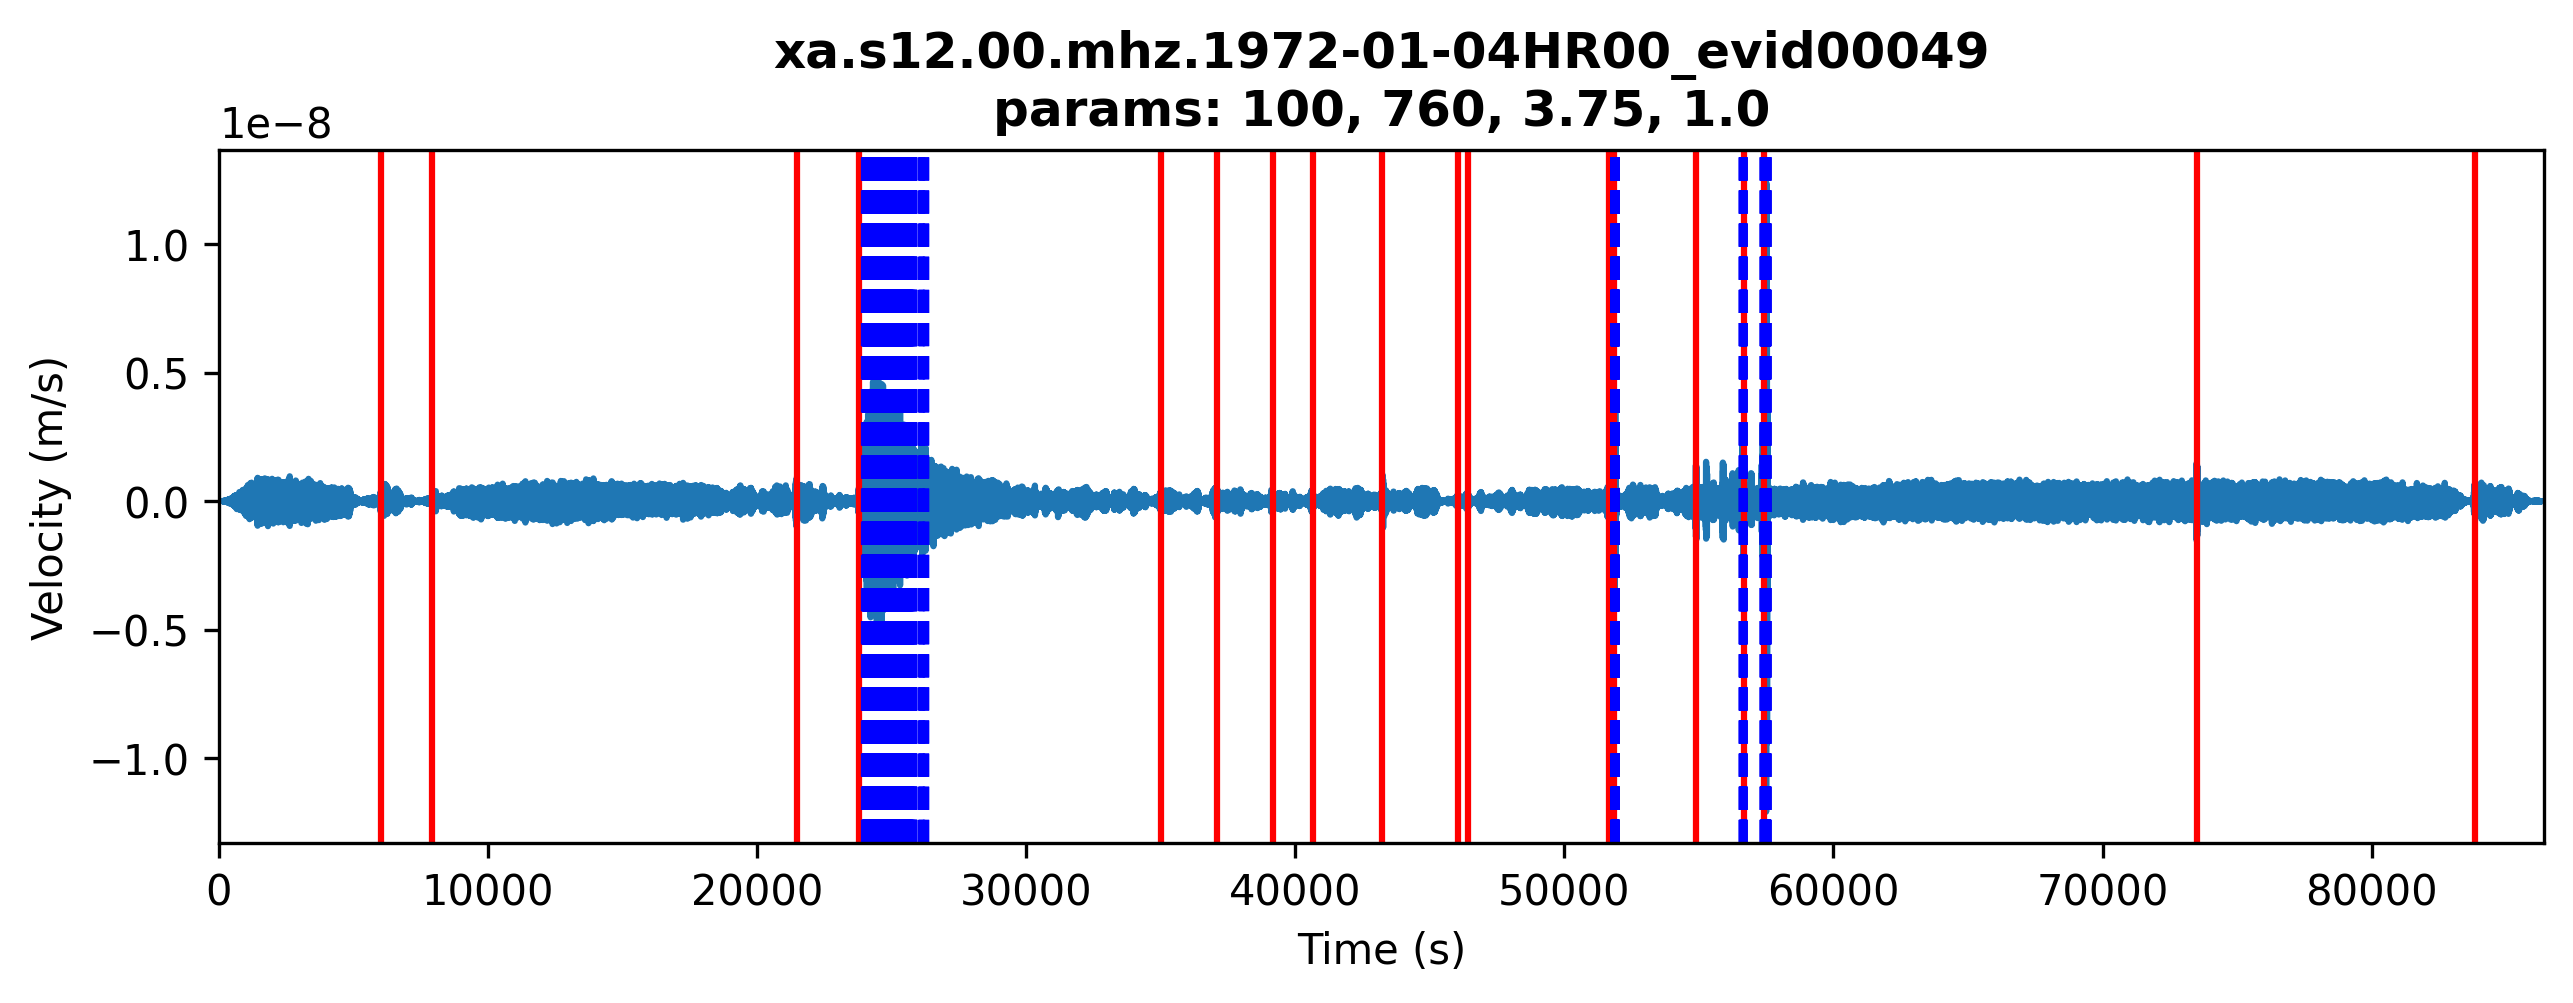 xa.s12.00.mhz.1972-01-04HR00_evid00049
params: 100, 760, 3.75, 1.0
1e−8
1.0
0.5
0.0
−0.5
−1.0
Velocity (m/s)
0 10000 20000 30000 40000 50000 60000 70000 80000
Time (s)